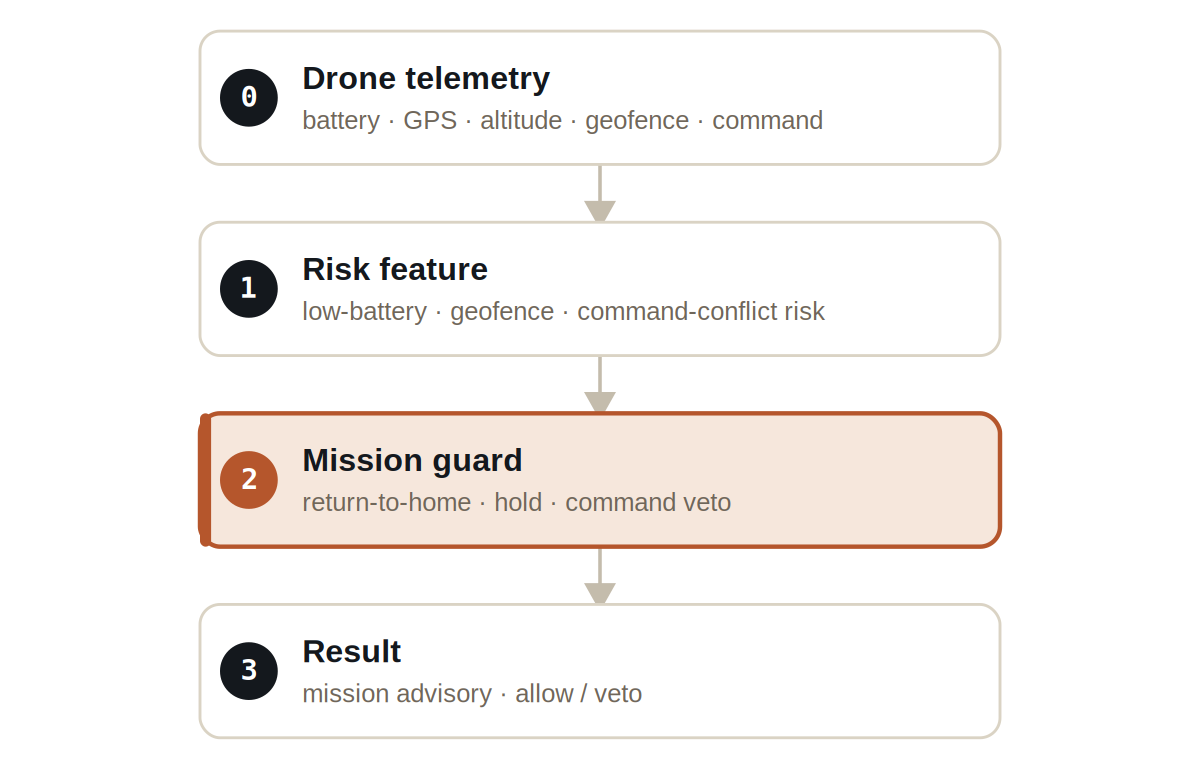 0
Drone telemetry
battery · GPS · altitude · geofence · command
1
Risk feature
low-battery · geofence · command-conflict risk
2
Mission guard
return-to-home · hold · command veto
3
Result
mission advisory · allow / veto